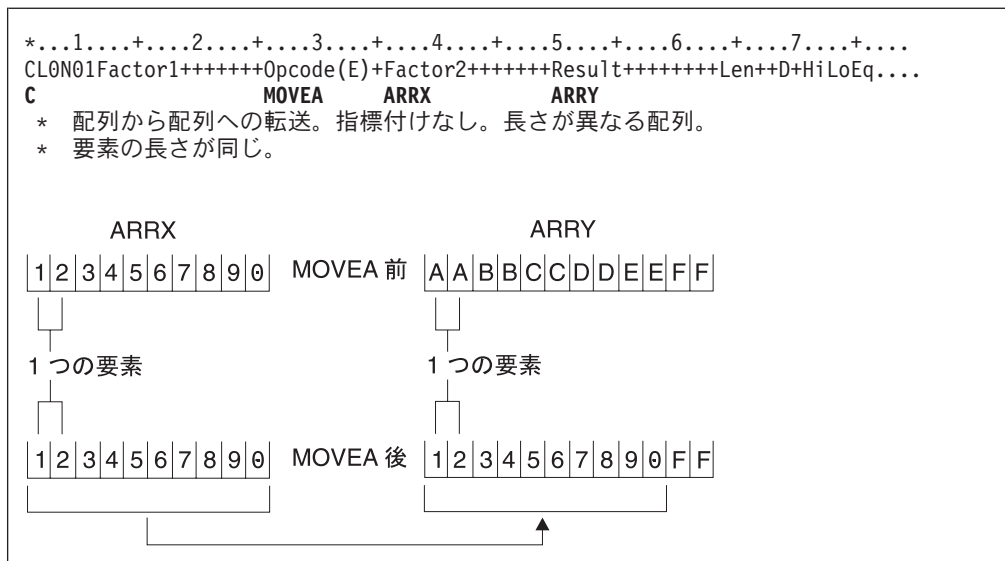 *...1....+....2....+....3....+....4....+....5....+....6....+....7....+....
CL0N01Factor1+++++++Opcode(E)+Factor2+++++++Result++++++++Len++D+HiLoEq....
C                   MOVEA     ARRX          ARRY
 *  配列から配列への転送。指標付けなし。長さが異なる配列。
 *  要素の長さが同じ。
ARRX ARRY
1 2 3 4 5 6 7 8 9 0 MOVEA 前 A A B B C C D D E E F F
1 つの要素 1 つの要素
1 2 3 4 5 6 7 8 9 0 MOVEA 後 1 2 3 4 5 6 7 8 9 0 F F